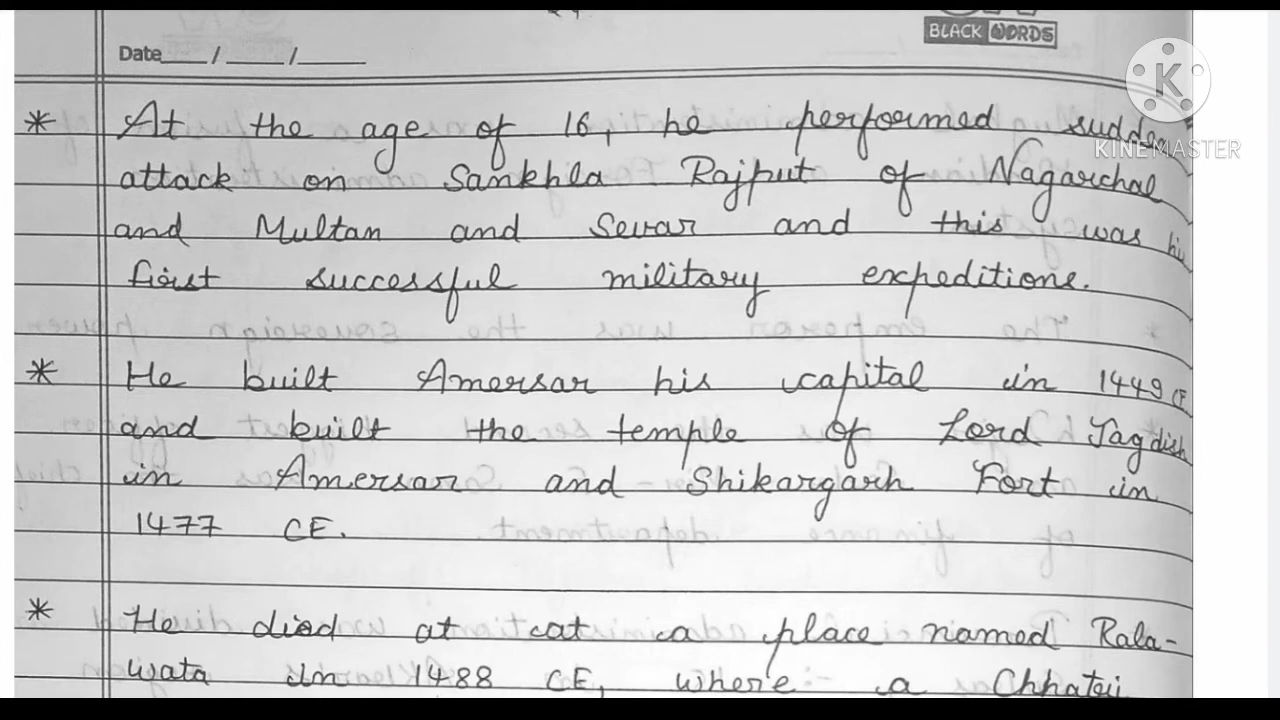 BLACK WORDS
Date___/___/___
KINEMASTER
* At the age of 16, he performed sudden
attack on Sankhla Rajput of Nagarchal
and Multan and Sevar and this was his
first successful military expeditions.
* He built Amersar his capital in 1449 CE
and built the temple of Lord Jagdish
in Amersar and Shikargarh Fort in
1477 CE.
* He died at at a place named Rala-
wata in 1488 CE, where a Chhatri